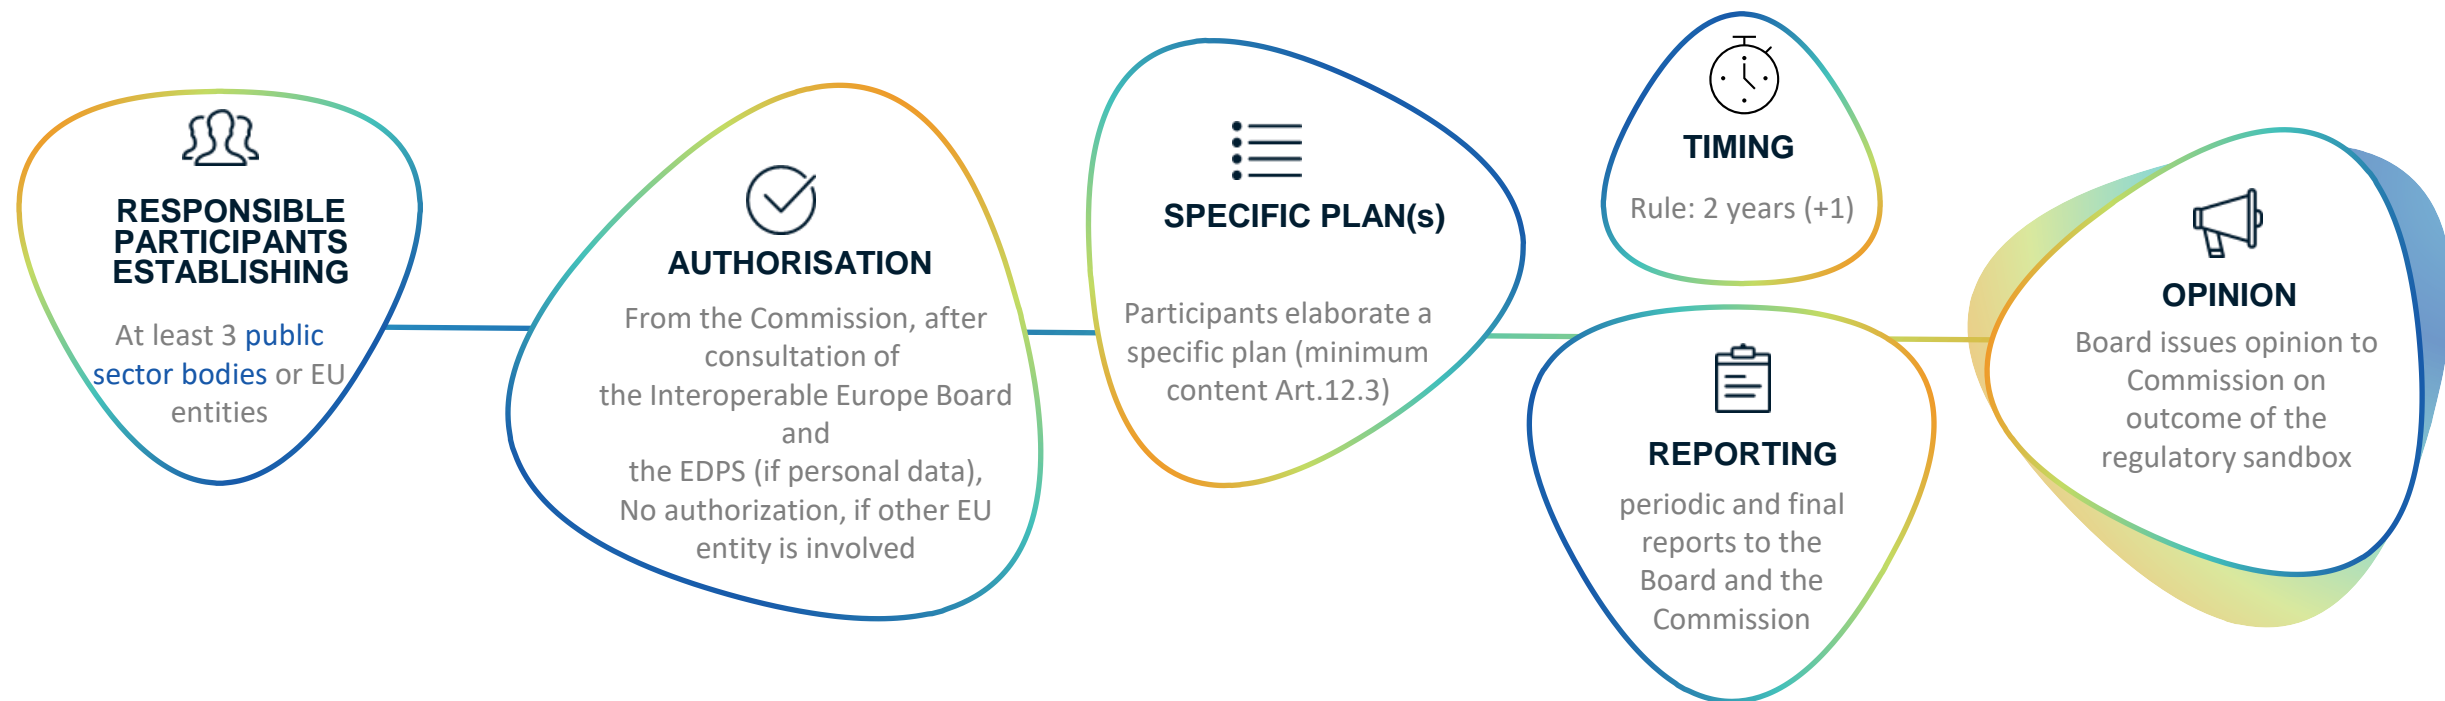 RESPONSIBLE
PARTICIPANTS
ESTABLISHING
At least 3 public
sector bodies or EU
entities
AUTHORISATION
From the Commission, after
consultation of
the Interoperable Europe Board
and
the EDPS (if personal data),
No authorization, if other EU
entity is involved
SPECIFIC PLAN(s)
Participants elaborate a
specific plan (minimum
content Art.12.3)
TIMING
Rule: 2 years (+1)
REPORTING
periodic and final
reports to the
Board and the
Commission
OPINION
Board issues opinion to
Commission on
outcome of the
regulatory sandbox